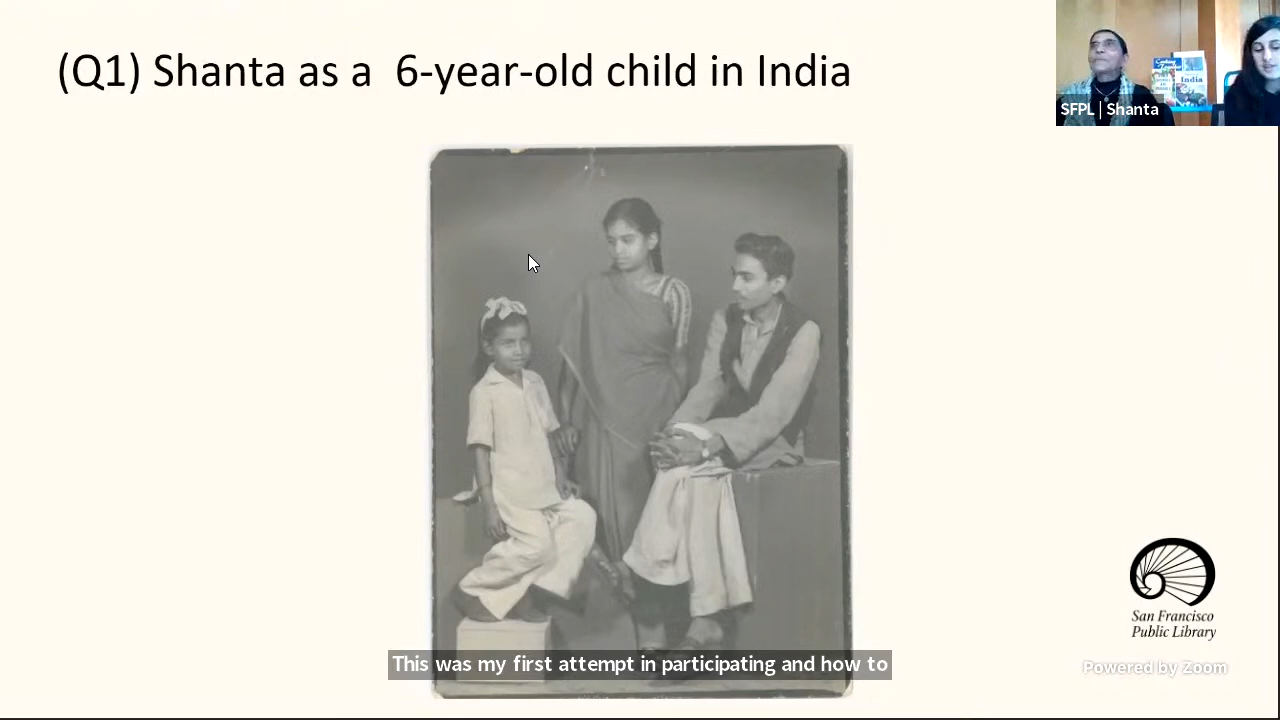 (Q1) Shanta as a  6-year-old child in India
SFPL | Shanta
India
San Francisco
Public Library
This was my first attempt in participating and how to
Powered by Zoom